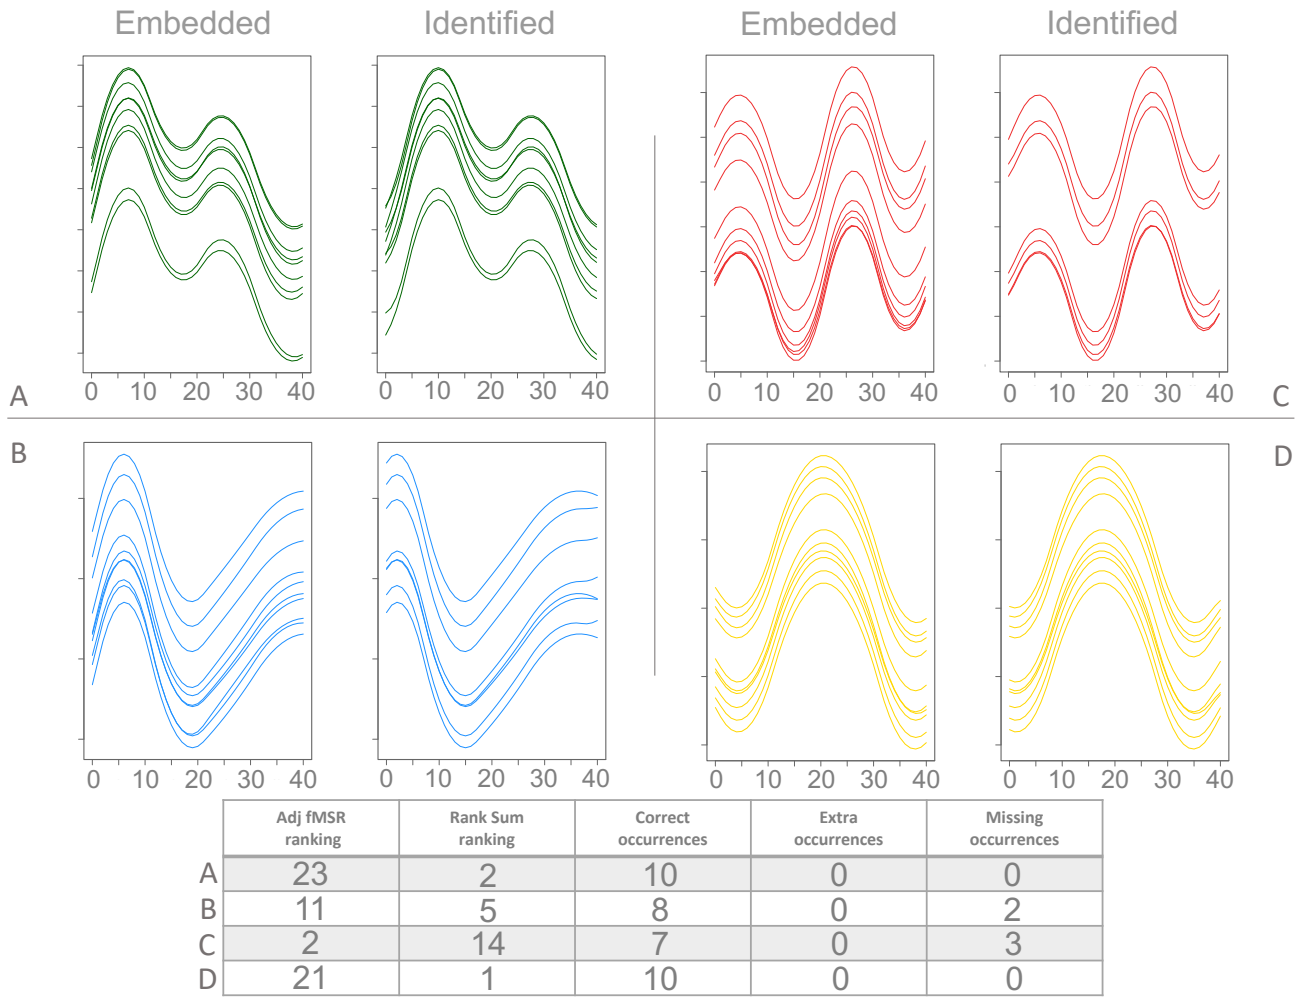 Embedded Identified Embedded Identified
0 10 20 30 40 0 10 20 30 40 0 10 20 30 40 0 10 20 30 40
A C
B D
0 10 20 30 40 0 10 20 30 40 0 10 20 30 40 0 10 20 30 40
Adj fMSR ranking Rank Sum ranking Correct occurrences Extra occurrences Missing occurrences
A 23 2 10 0 0
B 11 5 8 0 2
C 2 14 7 0 3
D 21 1 10 0 0